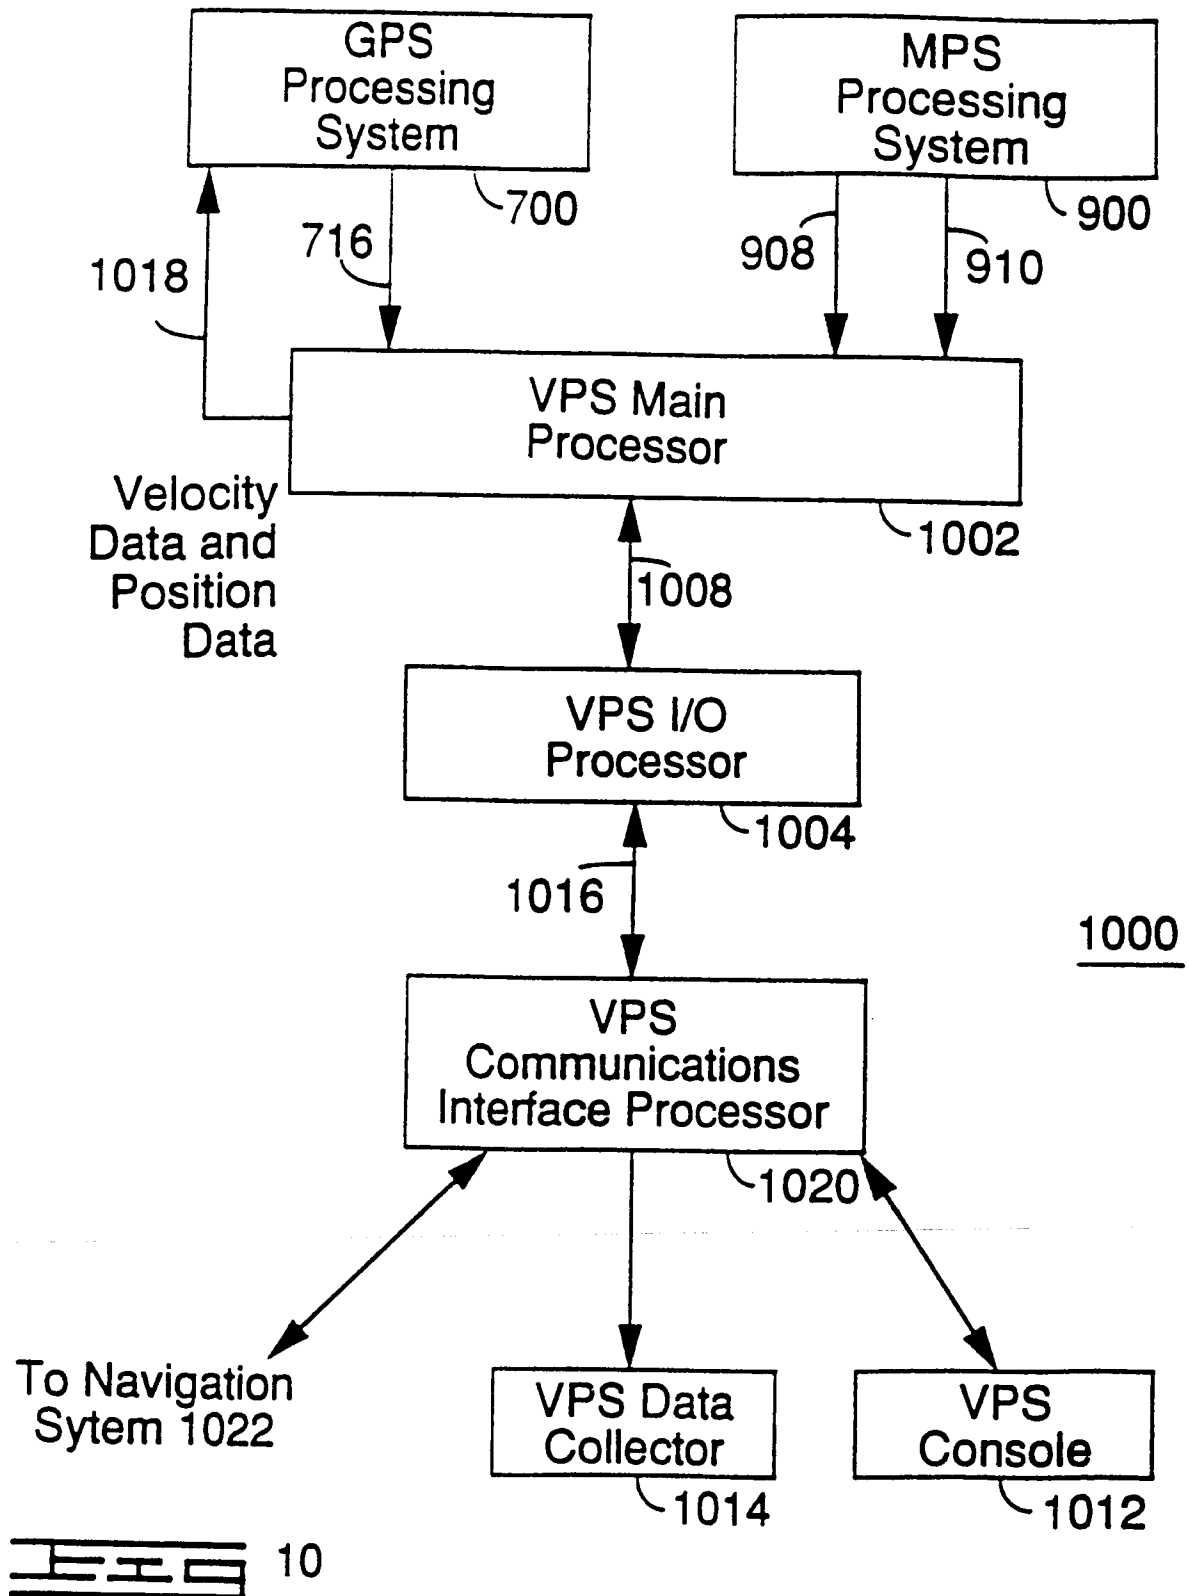 GPS
Processing
System
MPS
Processing
System
700
900
716
908
910
1018
VPS Main
Processor
Velocity
Data and
Position
Data
1002
1008
VPS I/O
Processor
1004
1016
1000
VPS
Communications
Interface Processor
1020
To Navigation
Sytem 1022
VPS Data
Collector
VPS
Console
1014
1012
FIG 10